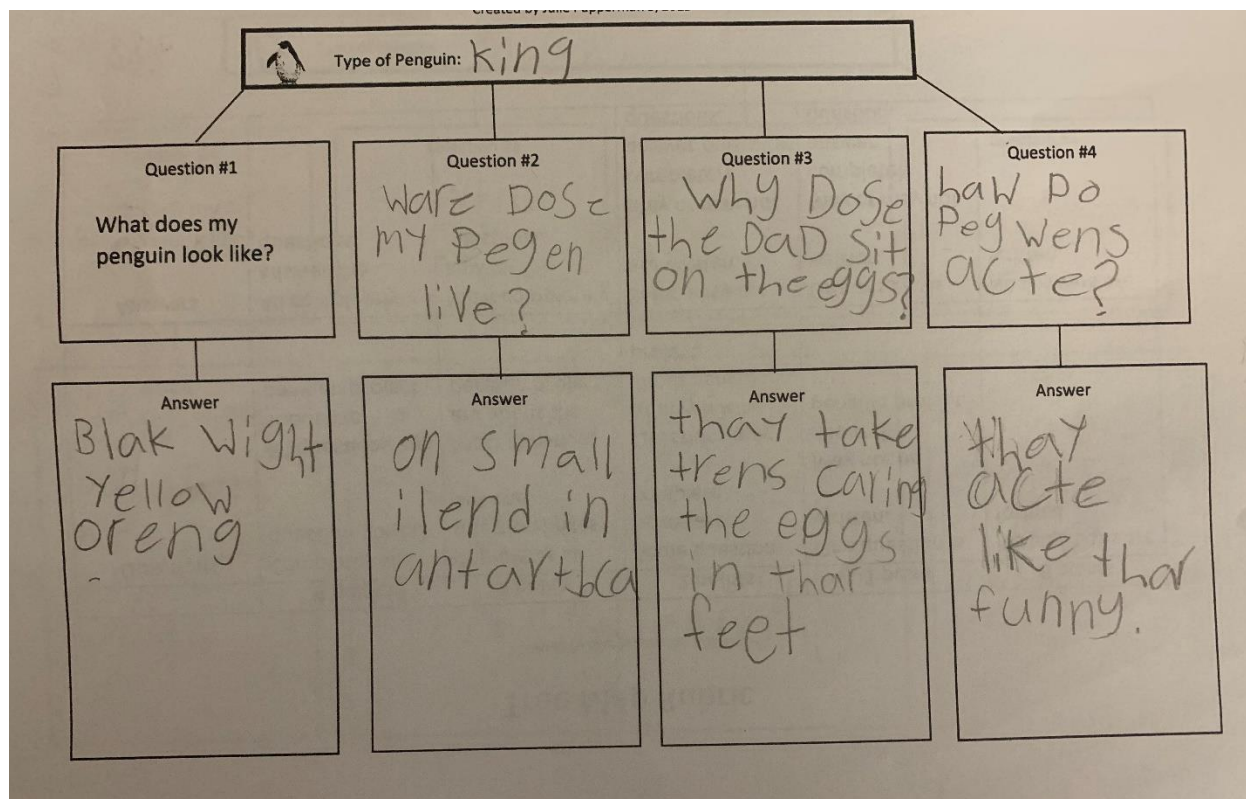 Type of Penguin: king
Question #1
What does my
penguin look like?
Question #2
Ware Dose
my Pegen
live?
Question #3
Why Dose
the DaD Sit
on the eggs?
Question #4
haw Do
Pegwens
acte?
Answer
Blak Wight
Yellow
oreng
Answer
on small
ilend in
Answer
thay take
trens caring
the eggs
in thar
feet
Answer
thay
acte
like thar
funny.